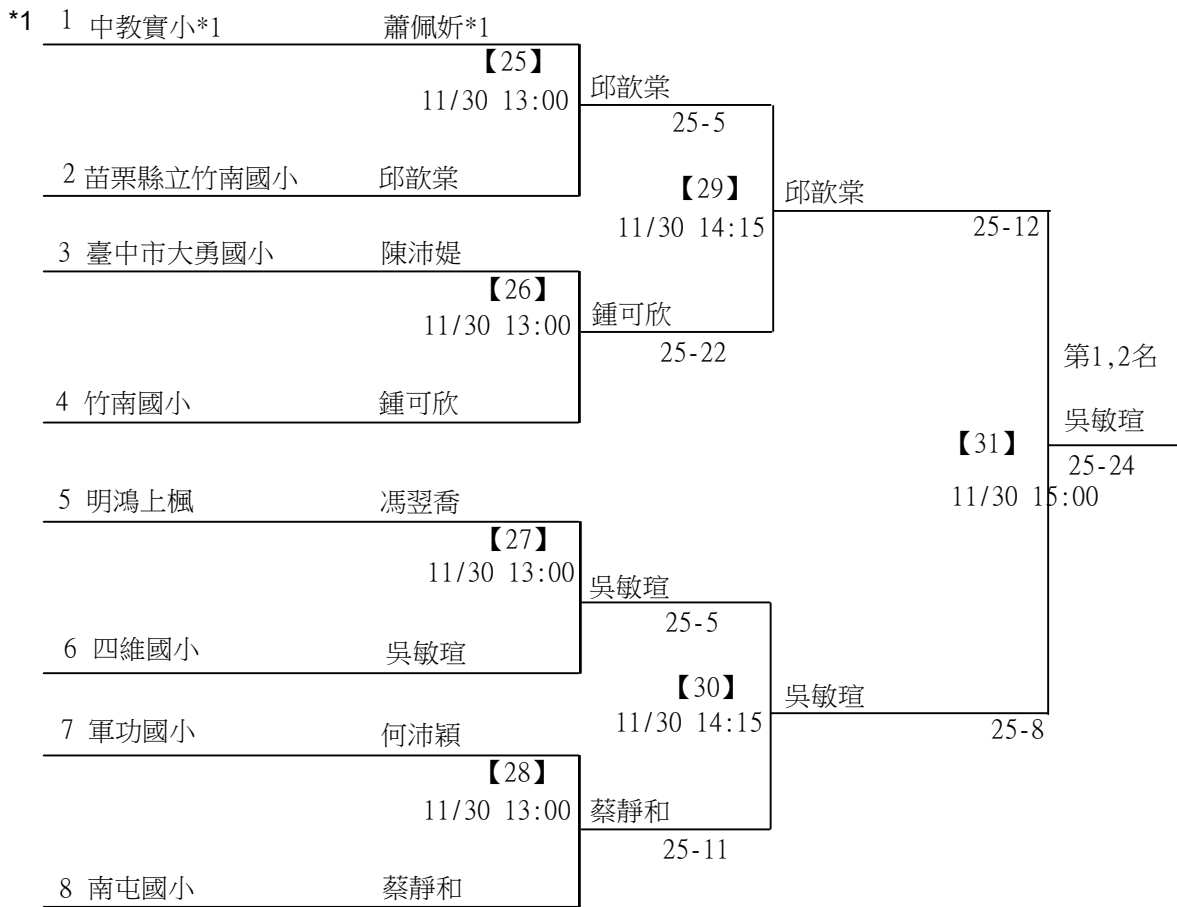 *1 1 中教實小*1 蕭佩妡*1
【25】
11/30 13:00 邱歆棠
25-5
2 苗栗縣立竹南國小 邱歆棠
【29】 邱歆棠
11/30 14:15 25-12
3 臺中市大勇國小 陳沛媞
【26】
11/30 13:00 鍾可欣
25-22
第1,2名
4 竹南國小 鍾可欣
吳敏瑄
【31】
25-24
11/30 15:00
5 明鴻上楓 馮翌喬
【27】
11/30 13:00 吳敏瑄
25-5
6 四維國小 吳敏瑄
【30】 吳敏瑄
11/30 14:15 25-8
7 軍功國小 何沛穎
【28】
11/30 13:00 蔡靜和
25-11
8 南屯國小 蔡靜和